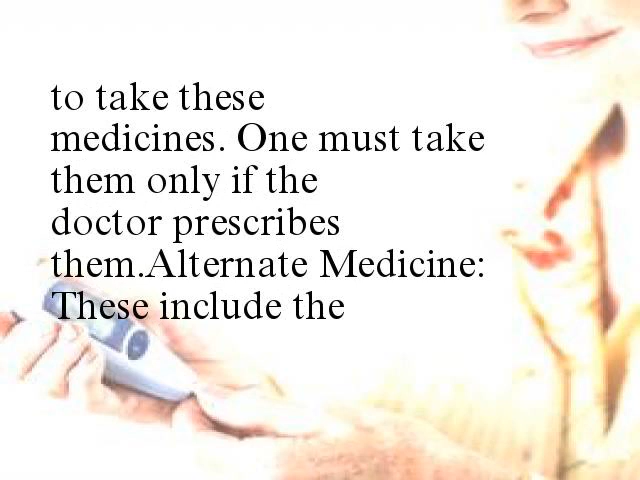 to take these
medicines. One must take
them only if the
doctor prescribes
them.Alternate Medicine:
These include the